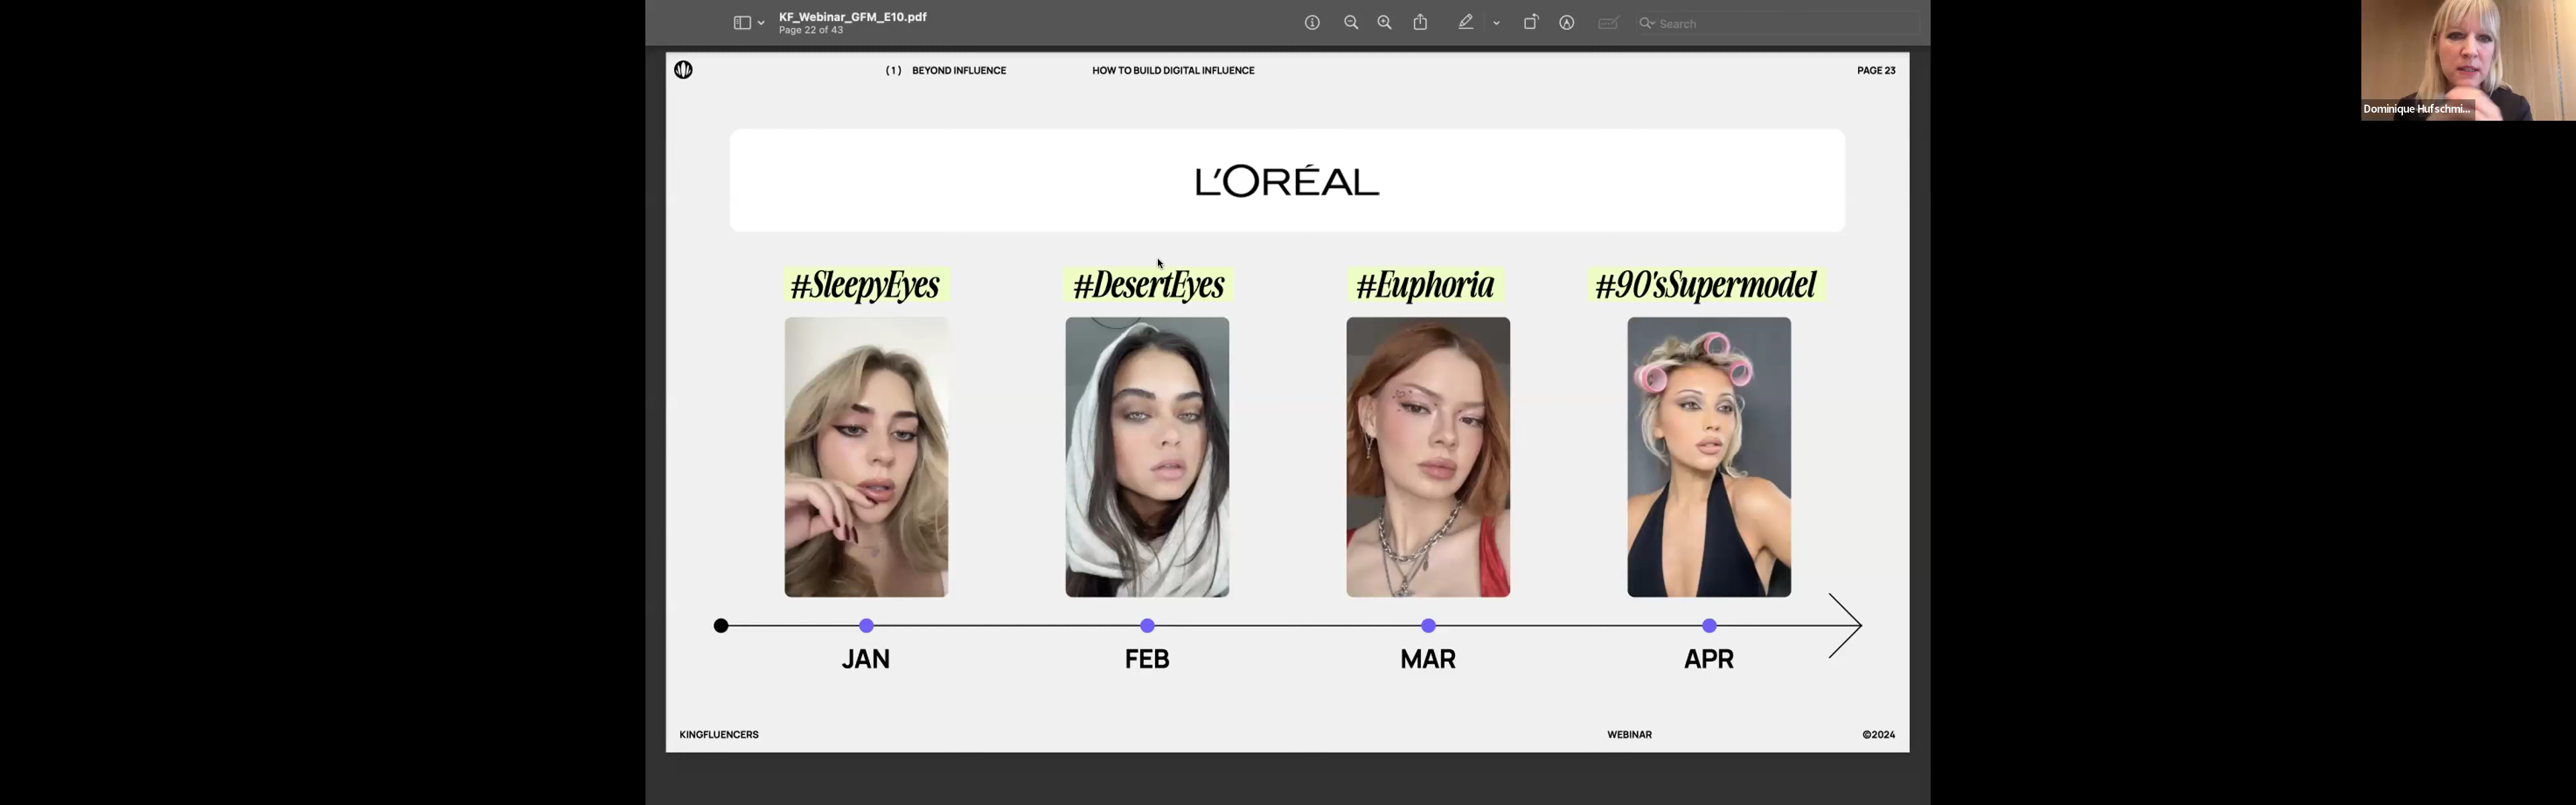 KF_Webinar_GFM_E10.pdf
Page 22 of 43
Search
(1) BEYOND INFLUENCE
HOW TO BUILD DIGITAL INFLUENCE
PAGE 23
Dominique Hufschmi...
L'ORÉAL
#SleepyEyes
#DesertEyes
#Euphoria
#90'sSupermodel
JAN
FEB
MAR
APR
KINGFLUENCERS
WEBINAR
©2024